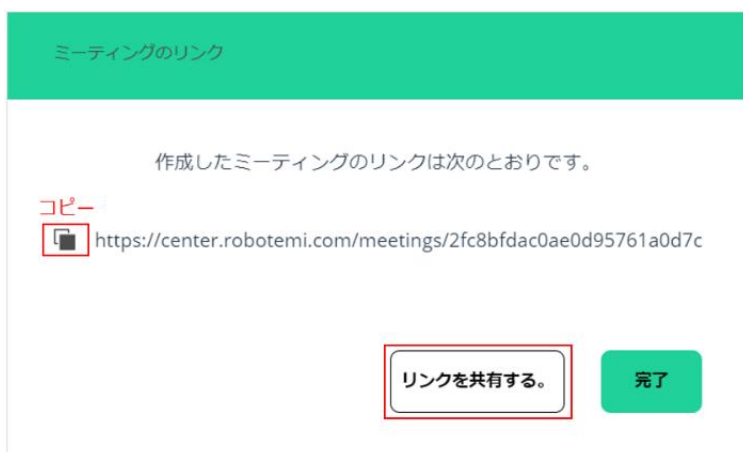 ミーティングのリンク
作成したミーティングのリンクは次のとおりです。
コピー
https://center.robotemi.com/meetings/2fc8bfdac0ae0d95761a0d7c
リンクを共有する。
完了